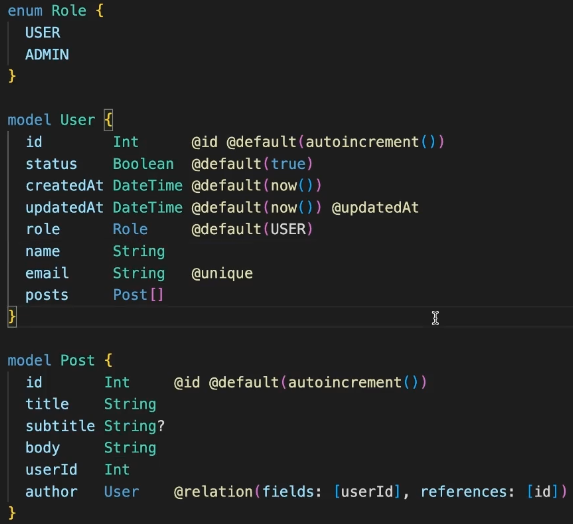 enum Role {
  USER
  ADMIN
}

model User {
  id        Int      @id @default(autoincrement())
  status    Boolean  @default(true)
  createdAt DateTime @default(now())
  updatedAt DateTime @default(now()) @updatedAt
  role      Role     @default(USER)
  name      String
  email     String   @unique
  posts     Post[]
}

model Post {
  id       Int     @id @default(autoincrement())
  title    String
  subtitle String?
  body     String
  userId   Int
  author   User    @relation(fields: [userId], references: [id])
}